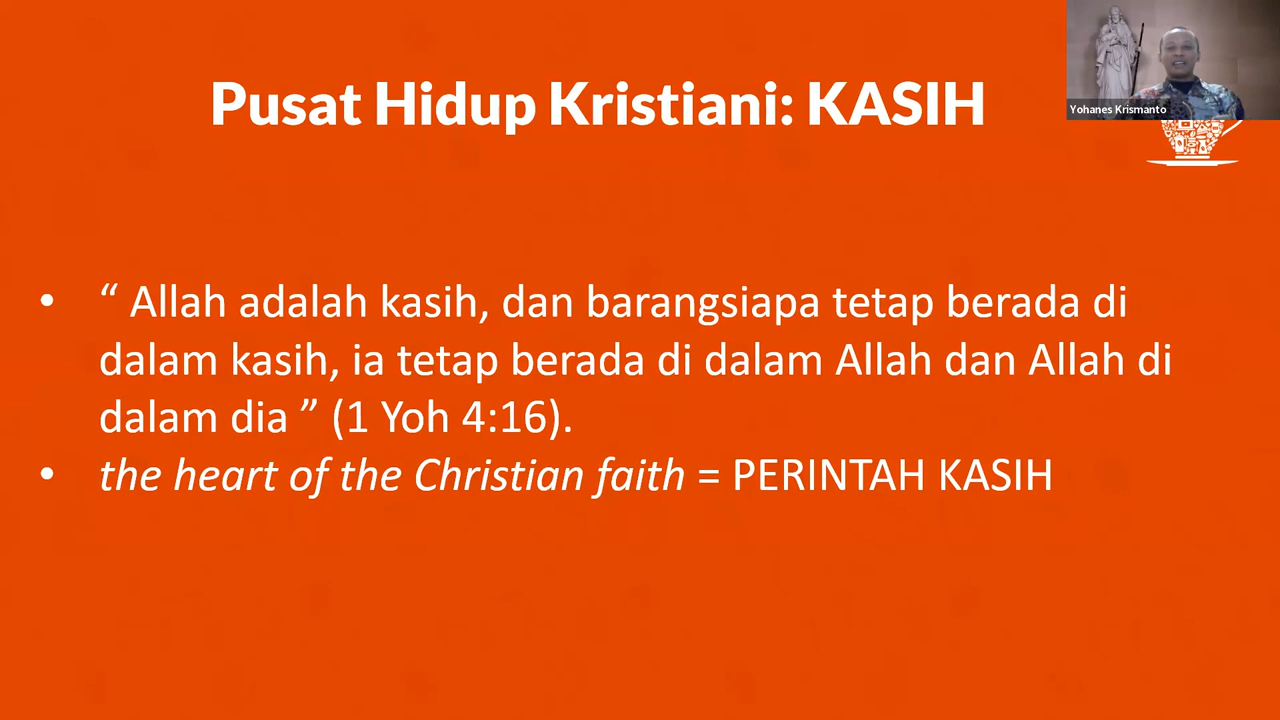 Pusat Hidup Kristiani: KASIH
Yohanes Krismanto
• “ Allah adalah kasih, dan barangsiapa tetap berada di
dalam kasih, ia tetap berada di dalam Allah dan Allah di
dalam dia ” (1 Yoh 4:16).
• the heart of the Christian faith = PERINTAH KASIH